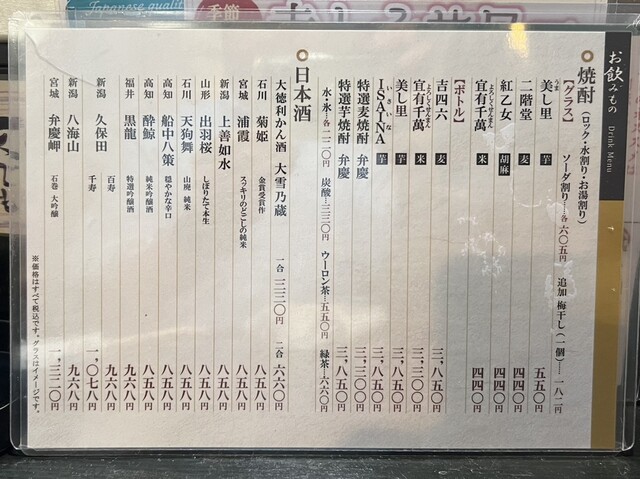 Japanese quality
季節
お飲みもの Drink Menu
焼酎(ロック・水割り・お湯割り)
【グラス】 ソーダ割り…各 六〇五円 追加 梅干し(一個)…一八二円
美し里 芋 五五〇円
二階堂 麦 四四〇円
紅乙女 胡麻 四四〇円
宜有千萬 米 四四〇円
【ボトル】
吉四六 麦 三、八五〇円
宜有千萬 米 三、三〇〇円
美し里 芋 三、八五〇円
ISAINA 芋 三、八五〇円
特選麦焼酎 弁慶 三、三〇〇円
特選芋焼酎 弁慶 三、八五〇円
水・氷…各二二〇円 炭酸…三三〇円 ウーロン茶…五五〇円 緑茶…六六〇円
日本酒
大徳利かん酒 大雪乃蔵 一合 三三〇円 二合 六六〇円
石川 菊姫 金賞受賞作 八五八円
宮城 浦霞 スッキリのどごしの純米 八五八円
新潟 上善如水 八五八円
山形 出羽桜 しぼりたて本生 八五八円
石川 天狗舞 山廃 純米 八五八円
高知 船中八策 穏やかな辛口 八五八円
高知 酔鯨 純米吟醸酒 八五八円
福井 黒龍 特選吟醸酒 九六八円
百寿 九六八円
新潟 久保田 千寿 一、〇七八円
新潟 八海山 九六八円
宮城 弁慶岬 石巻 大吟醸 一、三二〇円
※価格はすべて税込です。グラスはイメージです。